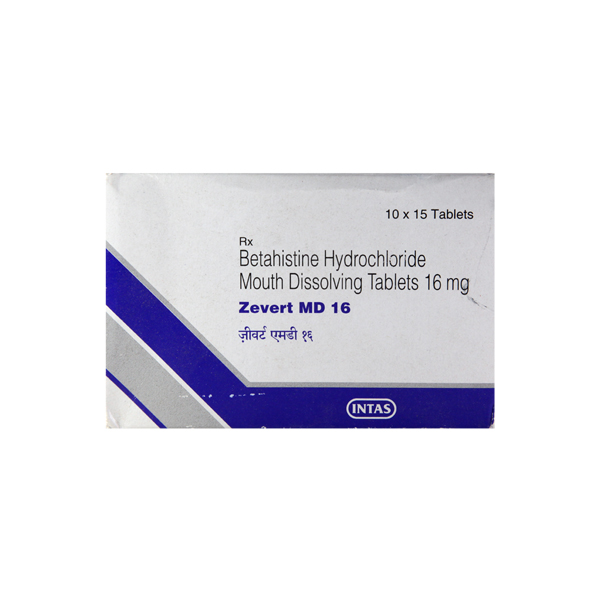 10 x 15 Tablets
Rx
Betahistine Hydrochloride
Mouth Dissolving Tablets 16 mg
Zevert MD 16
ज़ीवर्ट एमडी १६
INTAS